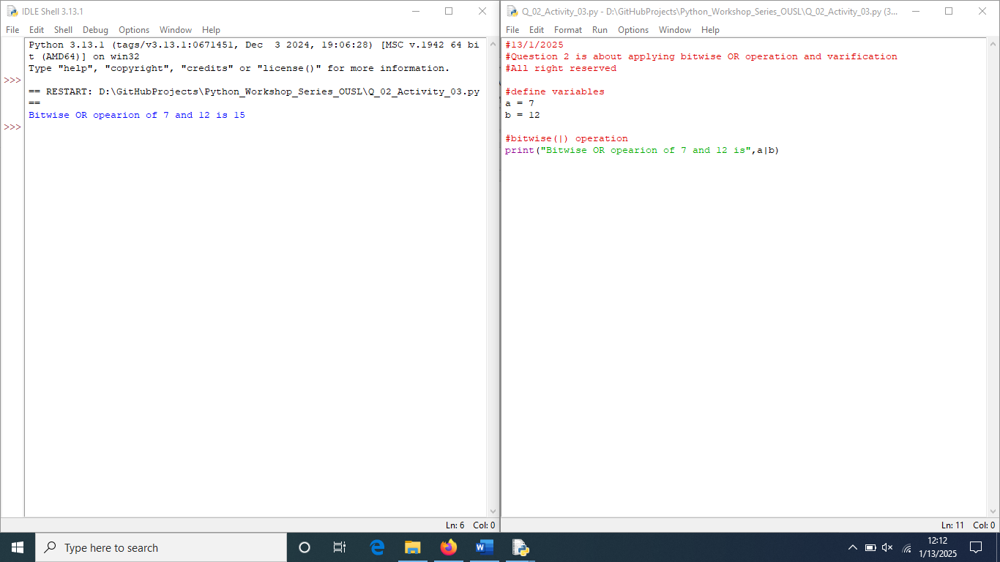 IDLE Shell 3.13.1
File Edit Shell Debug Options Window Help
Python 3.13.1 (tags/v3.13.1:0671451, Dec  3 2024, 19:06:28) [MSC v.1942 64 bi
t (AMD64)] on win32
Type "help", "copyright", "credits" or "license()" for more information.
>>>
== RESTART: D:\GitHubProjects\Python_Workshop_Series_OUSL\Q_02_Activity_03.py
==
Bitwise OR opearion of 7 and 12 is 15
>>>
Ln: 6 Col: 0
Q_02_Activity_03.py - D:\GitHubProjects\Python_Workshop_Series_OUSL\Q_02_Activity_03.py (3...
File Edit Format Run Options Window Help
#13/1/2025
#Question 2 is about applying bitwise OR operation and varification
#All right reserved
#define variables
a = 7
b = 12
#bitwise(|) operation
print("Bitwise OR opearion of 7 and 12 is",a|b)
Ln: 11 Col: 0
Type here to search
12:12
1/13/2025